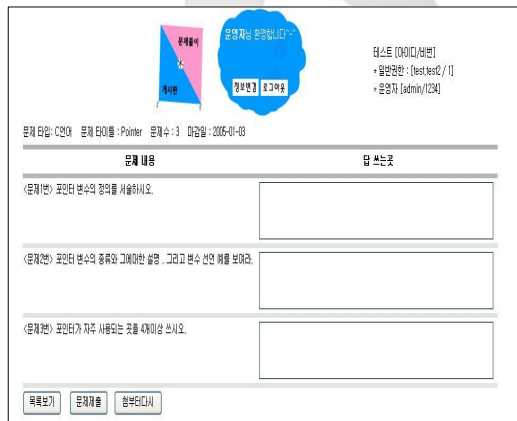 문제풀이
게시판
운영자님 환영합니다^-^
정보변경 로그아웃
테스트 [아이디/비번]
* 일반권한 : [test,test2 / 1]
* 운영자 [admin/1234]
문제 타입: C언어 문제 타이틀 : Pointer 문제수 : 3 마감일 : 2005-01-03
문제 내용 답 쓰는곳
<문제1번> 포인터 변수의 정의를 서술하시오.
<문제2번> 포인터 변수의 종류와 그에대한 설명 , 그리고 변수 선언 예를 보여라.
<문제3번> 포인터가 자주 사용되는 곳을 4개이상 쓰시오.
목록보기 문제제출 첨부터다시